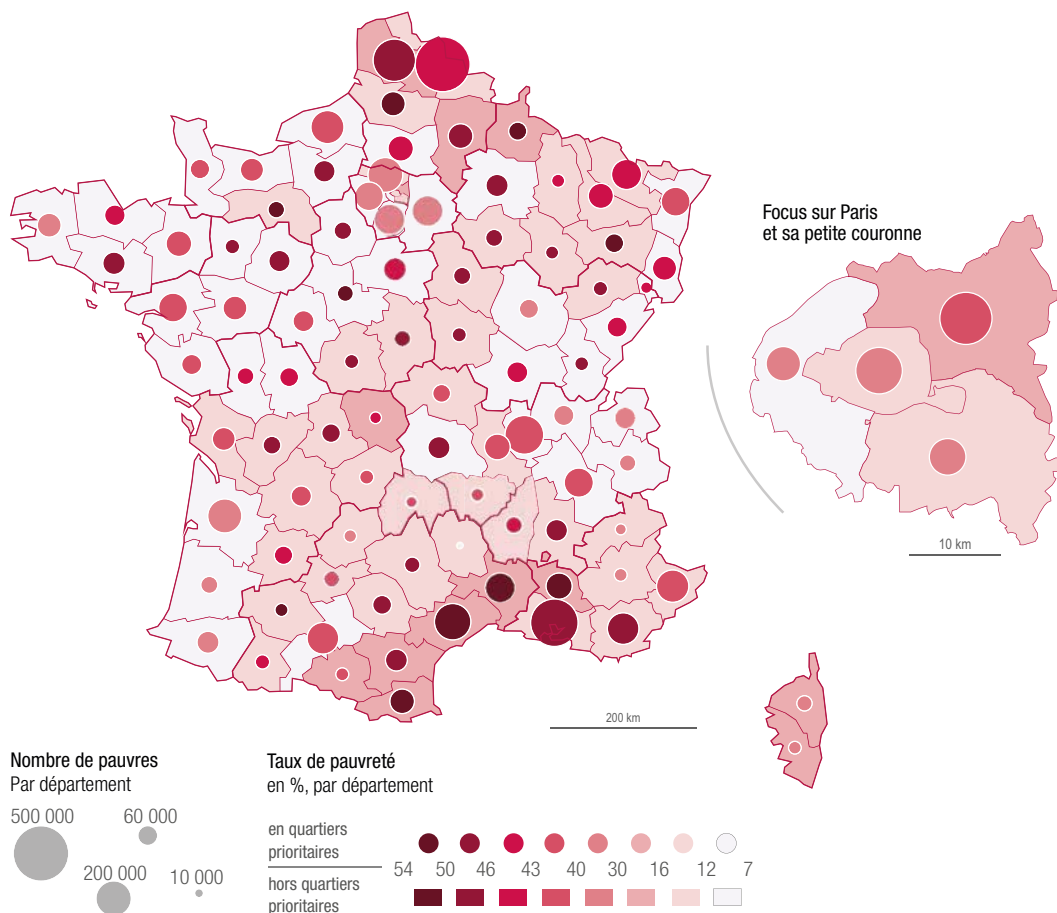 Focus sur Paris
et sa petite couronne
10 km
200 km
Nombre de pauvres
Par département
500 000
60 000
200 000
10 000
Taux de pauvreté
en %, par département
en quartiers
prioritaires
54 50 46 43 40 30 16 12 7
hors quartiers
prioritaires